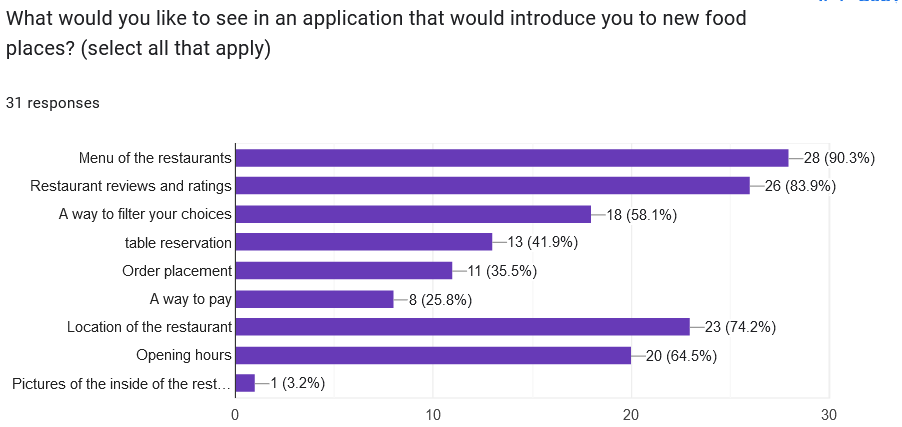 What would you like to see in an application that would introduce you to new food
places? (select all that apply)
31 responses
Menu of the restaurants 28 (90.3%)
Restaurant reviews and ratings 26 (83.9%)
A way to filter your choices 18 (58.1%)
table reservation 13 (41.9%)
Order placement 11 (35.5%)
A way to pay 8 (25.8%)
Location of the restaurant 23 (74.2%)
Opening hours 20 (64.5%)
Pictures of the inside of the rest... 1 (3.2%)
0 10 20 30